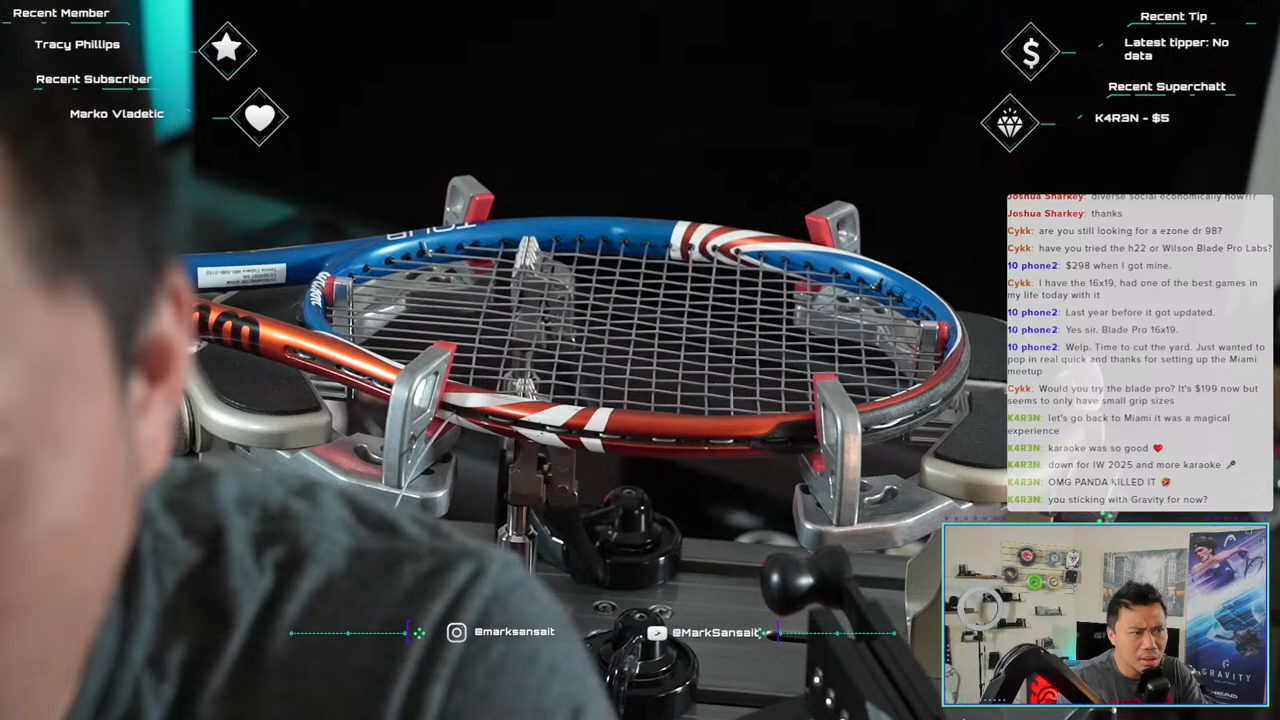 Recent Member
Tracy Phillips
Recent Subscriber
Marko Vladetic
Recent Tip
Latest tipper: No
data
Recent Superchatt
K4R3N - $5
TOUR
Joshua Sharkey: diverse social economically now!!?
Joshua Sharkey: thanks
Cykk: are you still looking for a ezone dr 98?
Cykk: have you tried the h22 or Wilson Blade Pro Labs?
10 phone2: $298 when I got mine.
Cykk: I have the 16x19, had one of the best games in
my life today with it
10 phone2: Last year before it got updated.
10 phone2: Yes sir. Blade Pro 16x19.
10 phone2: Welp. Time to cut the yard. Just wanted to
pop in real quick and thanks for setting up the Miami
meetup
Cykk: Would you try the blade pro? It's $199 now but
seems to only have small grip sizes
K4R3N: let's go back to Miami it was a magical
experience
K4R3N: karaoke was so good ❤️
K4R3N: down for IW 2025 and more karaoke 🎤
K4R3N: OMG PANDA KILLED IT 🤣
K4R3N: you sticking with Gravity for now?
@marksansait
@MarkSansait
GRAVITY
HEAD